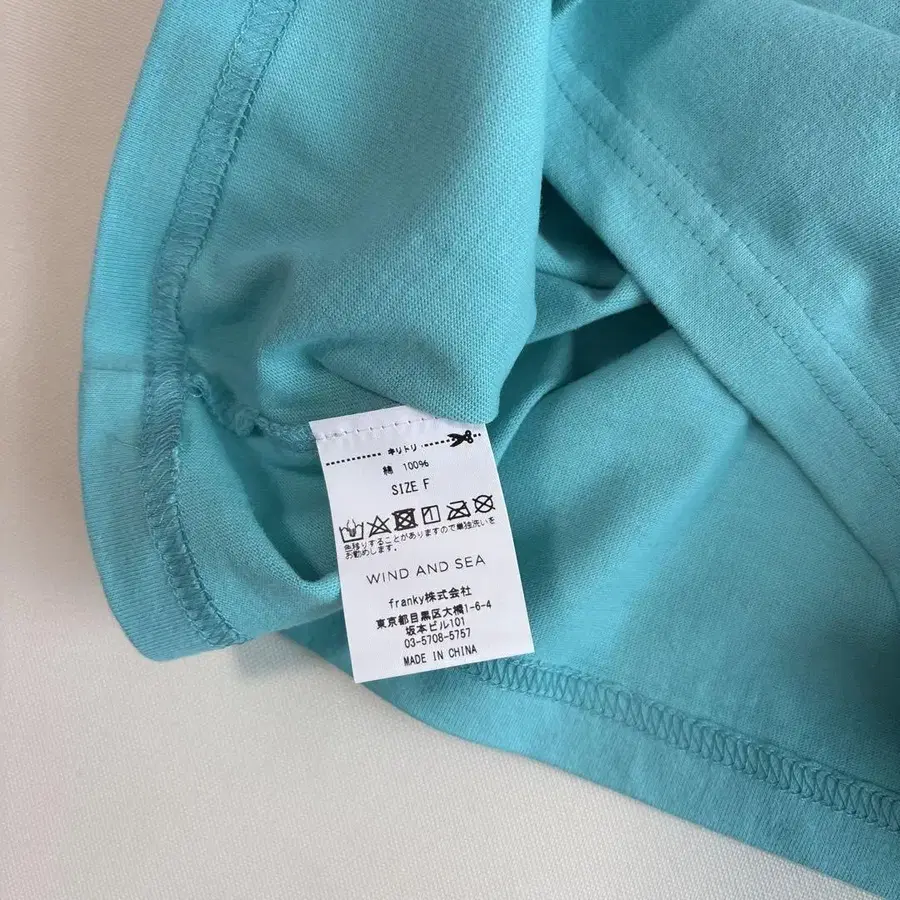 キリトリ
綿 100%
SIZE F
色移りすることがありますので単独洗いを
お勧めします。
WIND AND SEA
franky株式会社
東京都目黒区大橋1-6-4
坂本ビル101
03-5708-5757
MADE IN CHINA